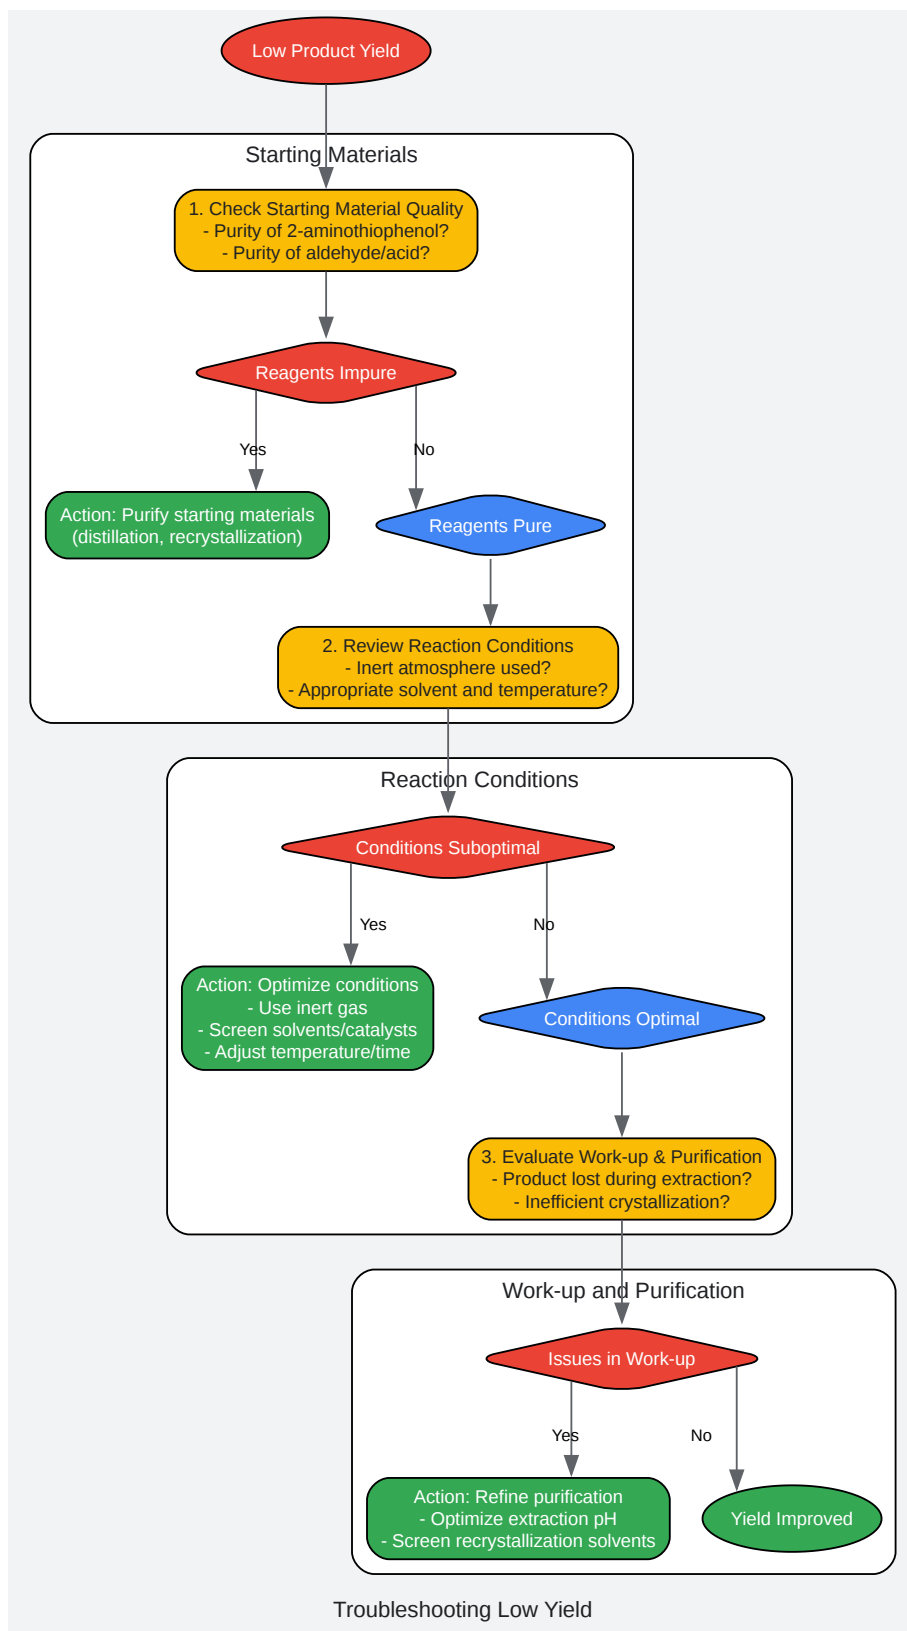 Low Product Yield
Starting Materials
1. Check Starting Material Quality
- Purity of 2-aminothiophenol?
- Purity of aldehyde/acid?
Reagents Impure
Yes
No
Action: Purify starting materials
(distillation, recrystallization)
Reagents Pure
2. Review Reaction Conditions
- Inert atmosphere used?
- Appropriate solvent and temperature?
Reaction Conditions
Conditions Suboptimal
Yes
No
Action: Optimize conditions
- Use inert gas
- Screen solvents/catalysts
- Adjust temperature/time
Conditions Optimal
3. Evaluate Work-up & Purification
- Product lost during extraction?
- Inefficient crystallization?
Work-up and Purification
Issues in Work-up
Yes
No
Action: Refine purification
- Optimize extraction pH
- Screen recrystallization solvents
Yield Improved
Troubleshooting Low Yield